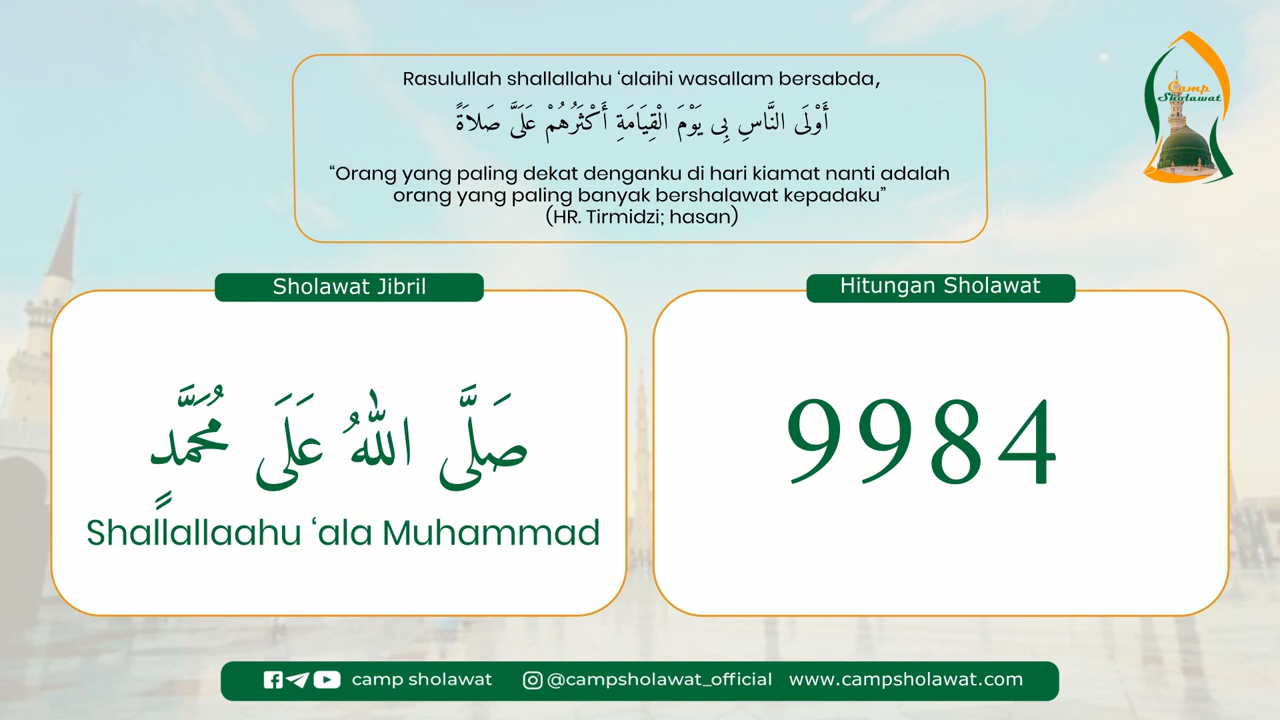 Rasulullah shallallahu ‘alaihi wasallam bersabda,
أَوْلَى النَّاسِ بِى يَوْمَ الْقِيَامَةِ أَكْثَرُهُمْ عَلَىَّ صلاَةً
“Orang yang paling dekat denganku di hari kiamat nanti adalah
orang yang paling banyak bershalawat kepadaku”
(HR. Tirmidzi; hasan)
Camp
Sholawat
Sholawat Jibril
صَلَّى اللهُ عَلَى مُحَمَّدٍ
Shallallaahu ‘ala Muhammad
Hitungan Sholawat
9984
camp sholawat @campsholawat_official www.campsholawat.com